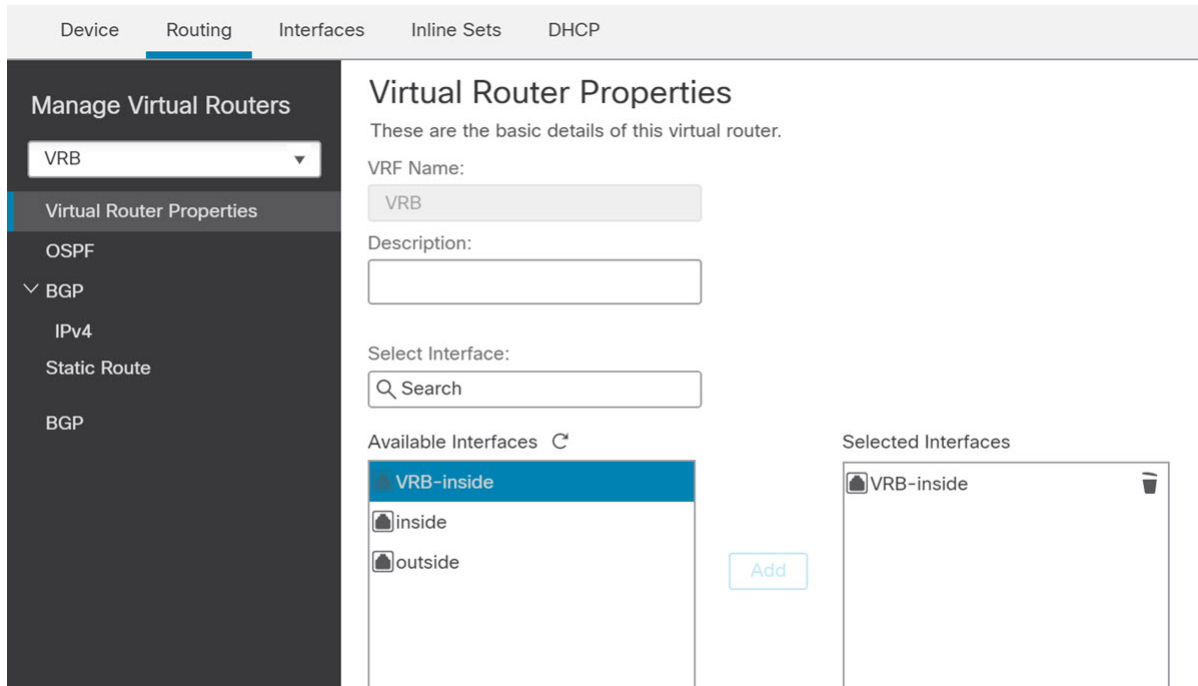 Device Routing Interfaces Inline Sets DHCP
Manage Virtual Routers
VRB
Virtual Router Properties
OSPF
BGP
IPv4
Static Route
BGP
Virtual Router Properties
These are the basic details of this virtual router.
VRF Name:
VRB
Description:
Select Interface:
Search
Available Interfaces
VRB-inside
inside
outside
Add
Selected Interfaces
VRB-inside